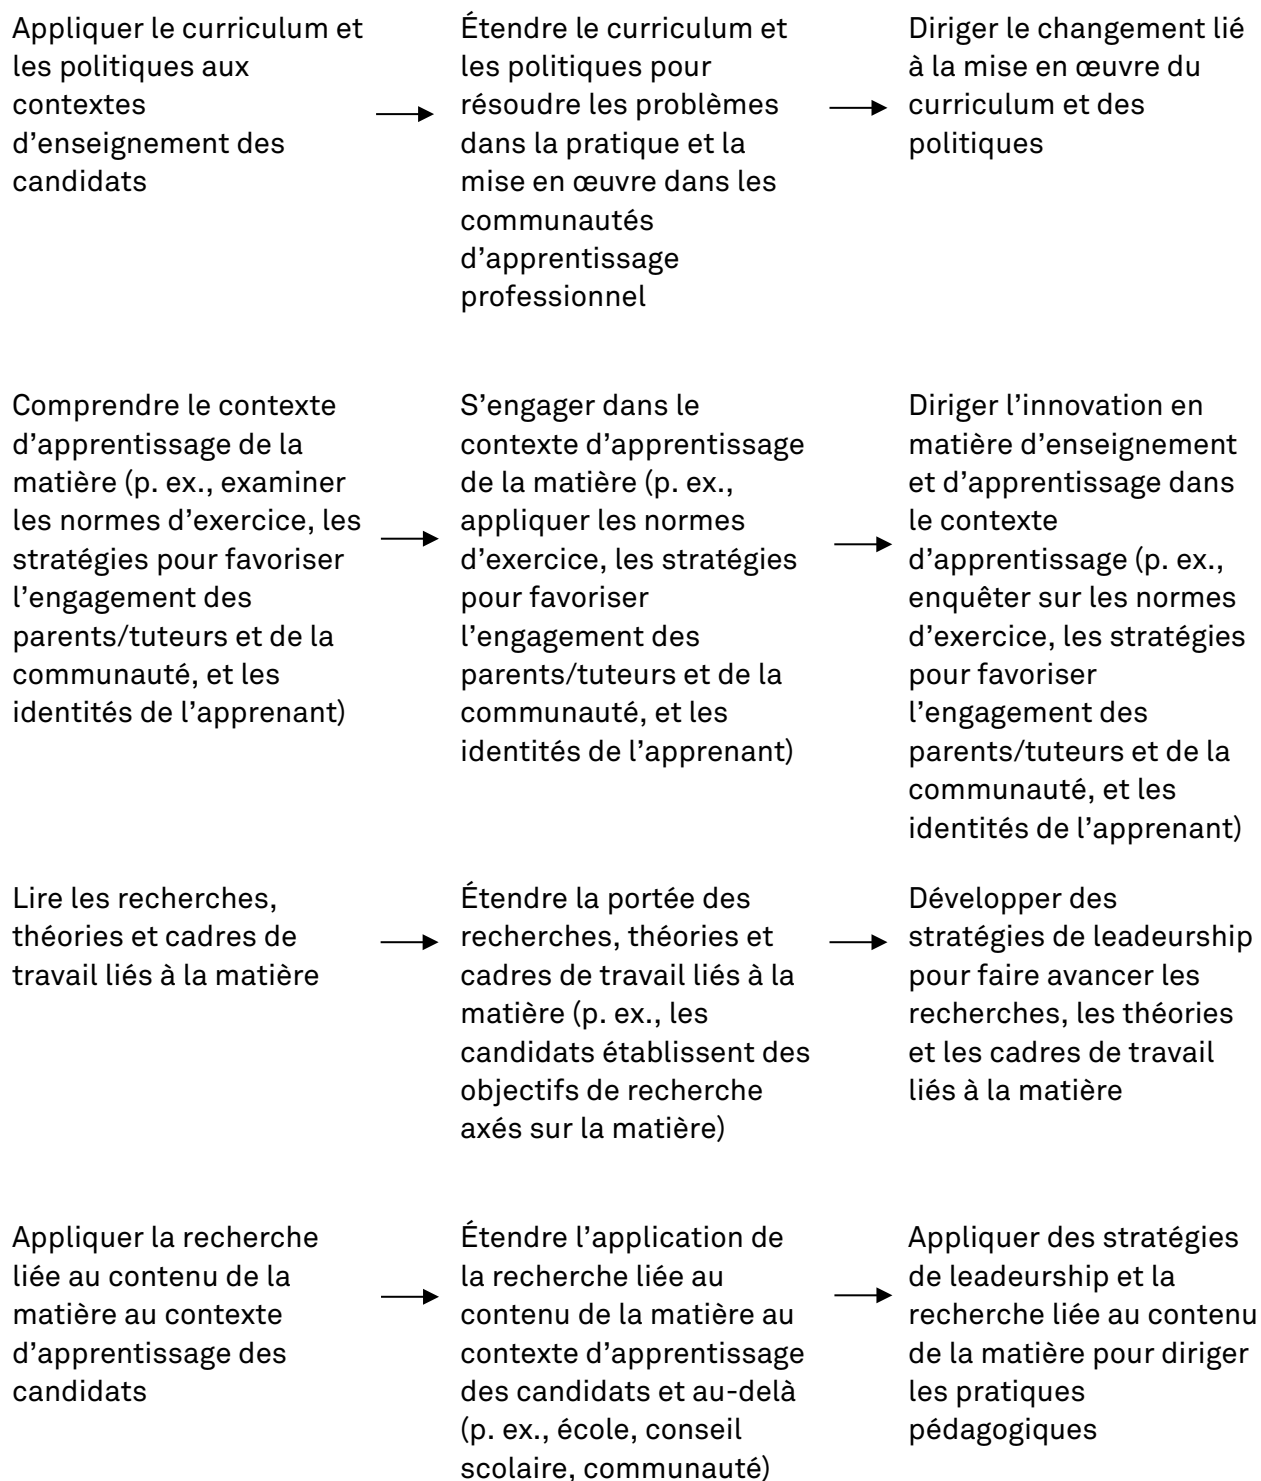 Appliquer le curriculum et
les politiques aux
contextes
d’enseignement des
candidats
Étendre le curriculum et
les politiques pour
résoudre les problèmes
dans la pratique et la
mise en œuvre dans les
communautés
d’apprentissage
professionnel
Diriger le changement lié
à la mise en œuvre du
curriculum et des
politiques
Comprendre le contexte
d’apprentissage de la
matière (p. ex., examiner
les normes d’exercice, les
stratégies pour favoriser
l’engagement des
parents/tuteurs et de la
communauté, et les
identités de l’apprenant)
S’engager dans le
contexte d’apprentissage
de la matière (p. ex.,
appliquer les normes
d’exercice, les stratégies
pour favoriser
l’engagement des
parents/tuteurs et de la
communauté, et les
identités de l’apprenant)
Diriger l’innovation en
matière d’enseignement
et d’apprentissage dans
le contexte
d’apprentissage (p. ex.,
enquêter sur les normes
d’exercice, les stratégies
pour favoriser
l’engagement des
parents/tuteurs et de la
communauté, et les
identités de l’apprenant)
Lire les recherches,
théories et cadres de
travail liés à la matière
Étendre la portée des
recherches, théories et
cadres de travail liés à la
matière (p. ex., les
candidats établissent des
objectifs de recherche
axés sur la matière)
Développer des
stratégies de leadeurship
pour faire avancer les
recherches, les théories
et les cadres de travail
liés à la matière
Appliquer la recherche
liée au contenu de la
matière au contexte
d’apprentissage des
candidats
Étendre l’application de
la recherche liée au
contenu de la matière au
contexte d’apprentissage
des candidats et au-delà
(p. ex., école, conseil
scolaire, communauté)
Appliquer des stratégies
de leadeurship et la
recherche liée au contenu
de la matière pour diriger
les pratiques
pédagogiques